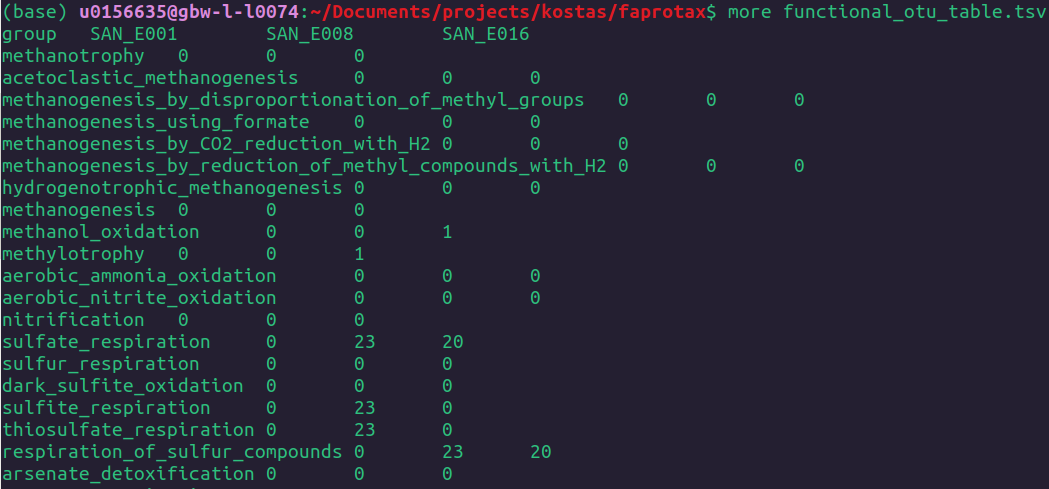 (base) u0156635@gbw-l-l0074:~/Documents/projects/kostas/faprotax$ more functional_otu_table.tsv
group SAN_E001 SAN_E008 SAN_E016
methanotrophy 0 0 0
acetoclastic_methanogenesis 0 0 0
methanogenesis_by_disproportionation_of_methyl_groups 0 0 0
methanogenesis_using_formate 0 0 0
methanogenesis_by_CO2_reduction_with_H2 0 0 0
methanogenesis_by_reduction_of_methyl_compounds_with_H2 0 0 0
hydrogenotrophic_methanogenesis 0 0 0
methanogenesis 0 0 0
methanol_oxidation 0 0 1
methylotrophy 0 0 1
aerobic_ammonia_oxidation 0 0 0
aerobic_nitrite_oxidation 0 0 0
nitrification 0 0 0
sulfate_respiration 0 23 20
sulfur_respiration 0 0 0
dark_sulfite_oxidation 0 0 0
sulfite_respiration 0 23 0
thiosulfate_respiration 0 23 0
respiration_of_sulfur_compounds 0 23 20
arsenate_detoxification 0 0 0